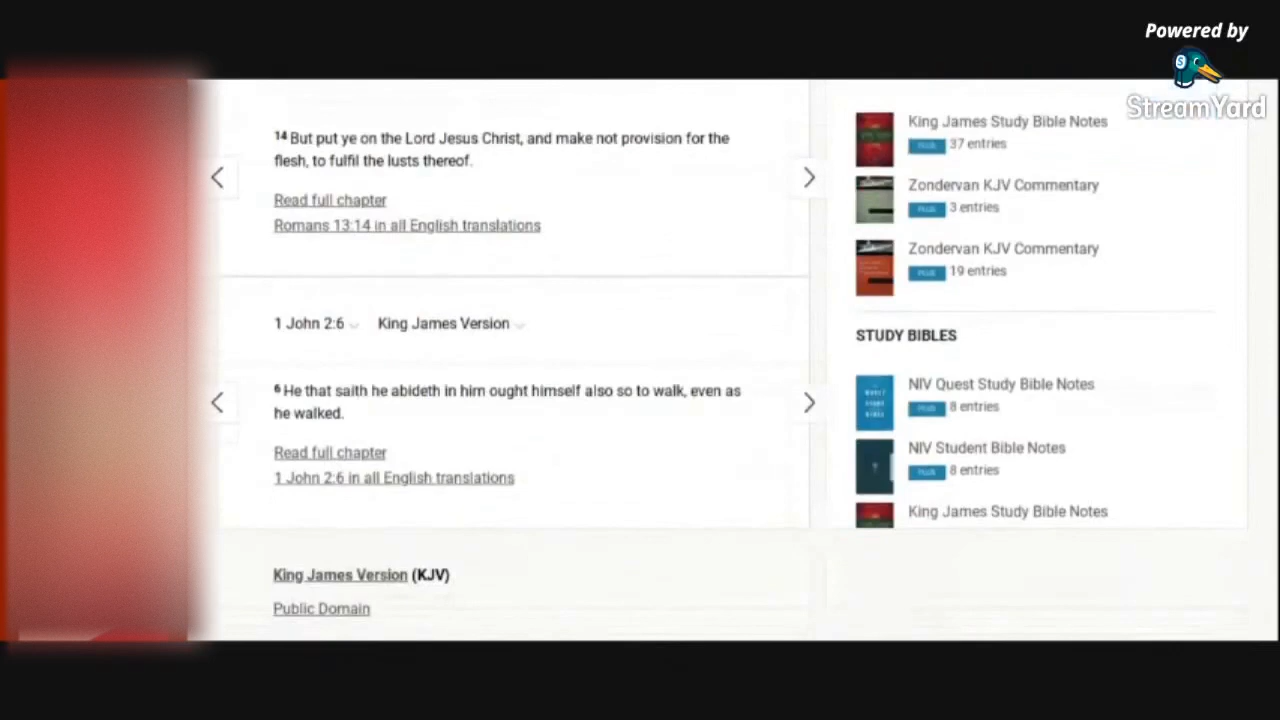 Powered by
StreamYard
14 But put ye on the Lord Jesus Christ, and make not provision for the
flesh, to fulfil the lusts thereof.
Read full chapter
Romans 13:14 in all English translations
1 John 2:6
King James Version
6 He that saith he abideth in him ought himself also so to walk, even as
he walked.
Read full chapter
1 John 2:6 in all English translations
King James Version (KJV)
Public Domain
King James Study Bible Notes
PLUS 37 entries
Zondervan KJV Commentary
PLUS 3 entries
Zondervan KJV Commentary
PLUS 19 entries
STUDY BIBLES
NIV Quest Study Bible Notes
PLUS 8 entries
NIV Student Bible Notes
PLUS 8 entries
King James Study Bible Notes